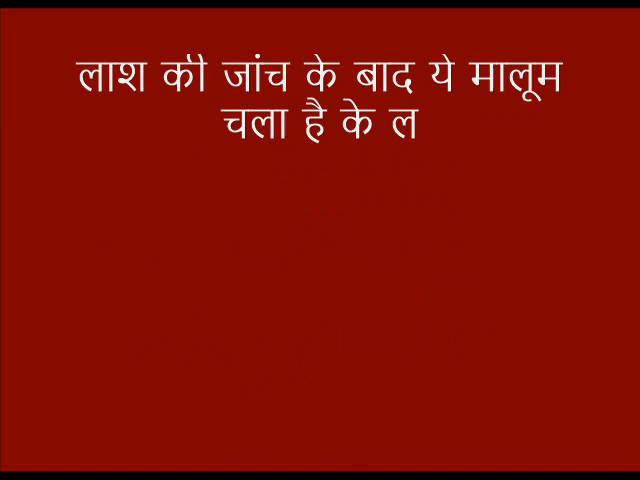 लाश की जांच के बाद ये मालूम
चला है के ल